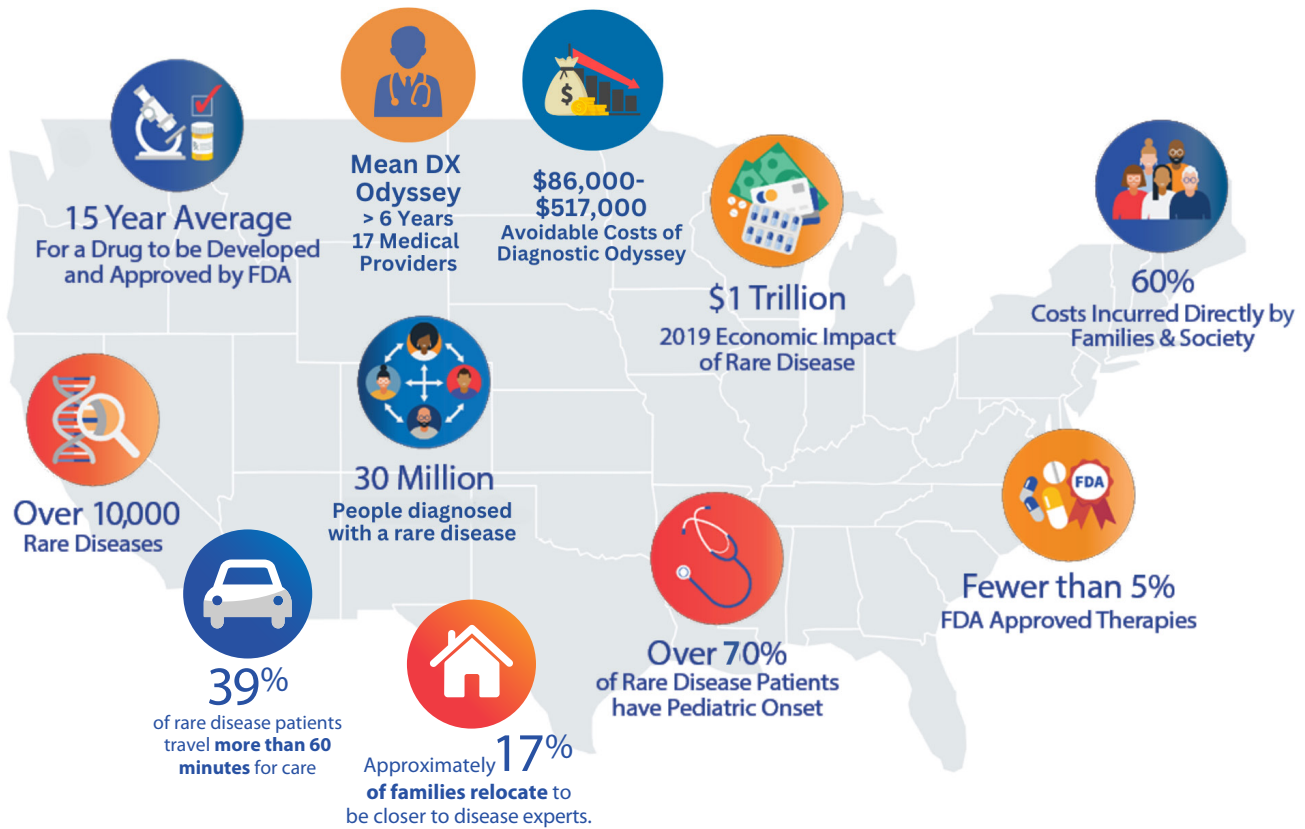 15 Year Average
For a Drug to be Developed
and Approved by FDA
Mean DX
Odyssey
> 6 Years
17 Medical
Providers
$
$86,000-
$517,000
Avoidable Costs of
Diagnostic Odyssey
$1 Trillion
2019 Economic Impact
of Rare Disease
60%
Costs Incurred Directly by
Families & Society
Over 10,000
Rare Diseases
30 Million
People diagnosed
with a rare disease
FDA
Fewer than 5%
FDA Approved Therapies
39%
of rare disease patients
travel more than 60
minutes for care
Approximately 17%
of families relocate to
be closer to disease experts.
Over 70%
of Rare Disease Patients
have Pediatric Onset